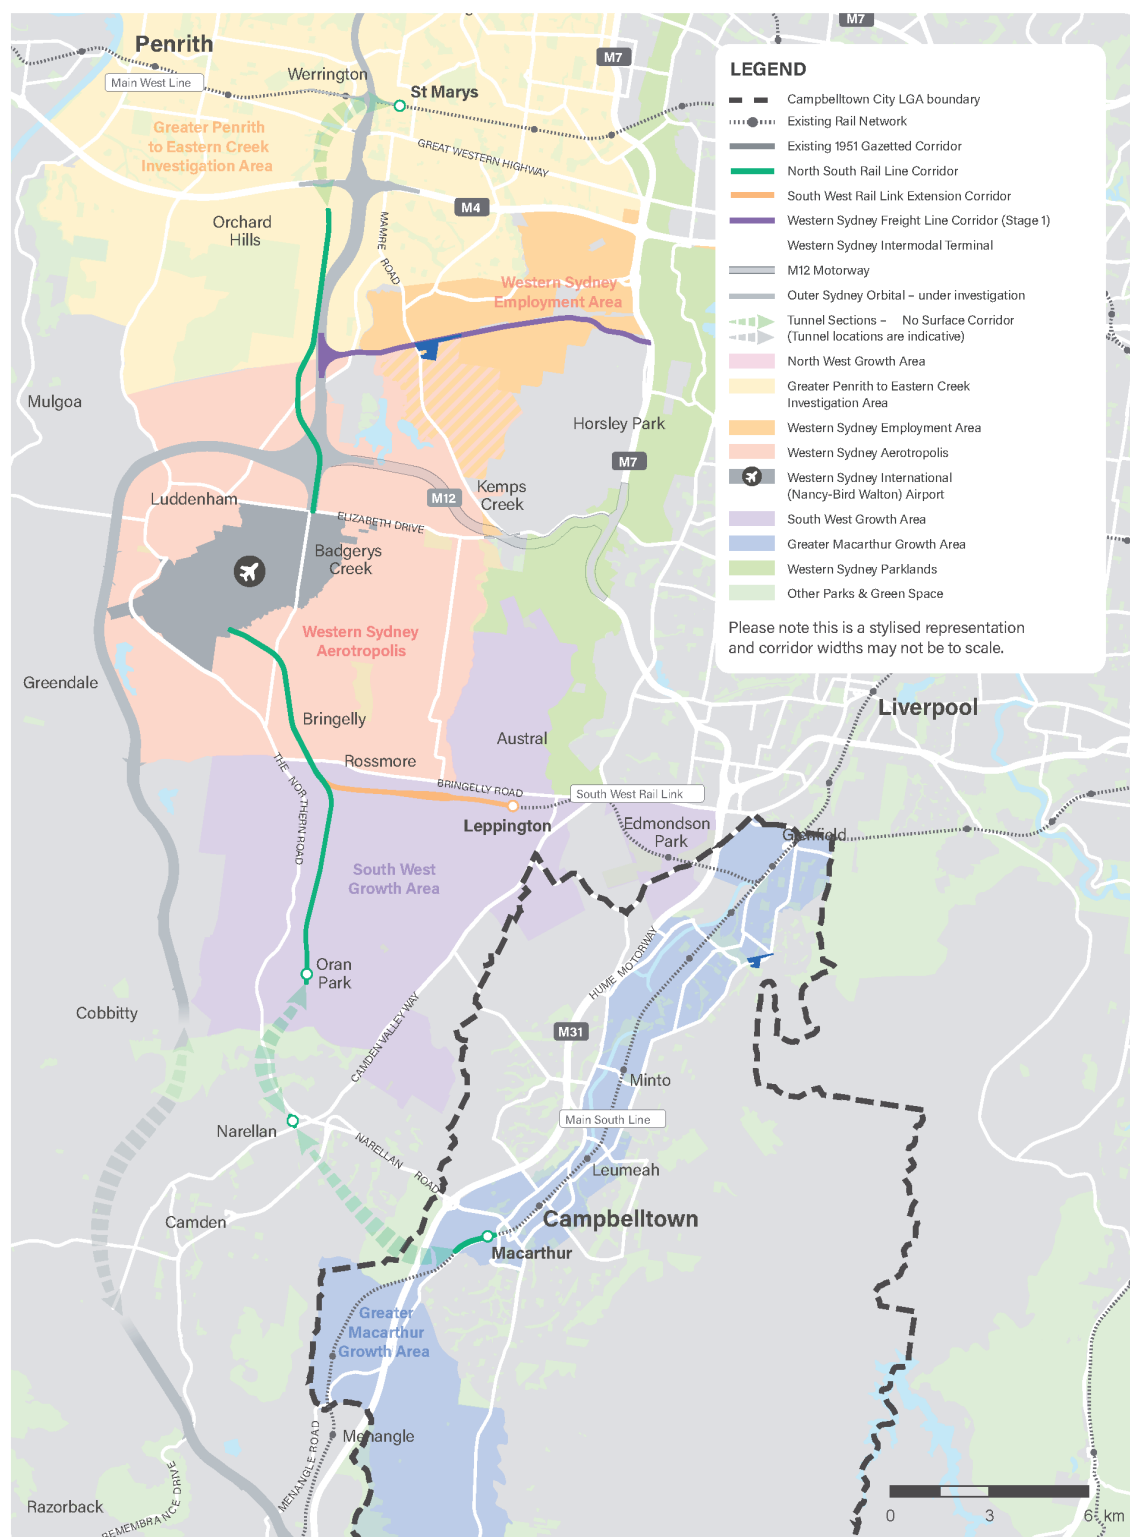 M7
Penrith
M7
Werrington
Main West Line
St Marys
Greater Penrith
to Eastern Creek
Investigation Area
GREAT WESTERN HIGHWAY
M4
Orchard
Hills
MAMRE ROAD
Western Sydney
Employment Area
Mulgoa
Horsley Park
M7
Luddenham
M12
Kemps
Creek
ELIZABETH DRIVE
Badgerys
Creek
Western Sydney
Aerotropolis
Greendale
Bringelly
Austral
Rossmore
THE NORTHERN ROAD
BRINGELLY ROAD
South West Rail Link
Leppington
Edmondson
Park
Glenfield
Liverpool
South West
Growth Area
Oran
Park
HUME MOTORWAY
Cobbitty
CAMDEN VALLEY WAY
M31
Minto
Main South Line
Narellan
NARELLAN ROAD
Leumeah
Camden
Campbelltown
Macarthur
Greater
Macarthur
Growth Area
Menangle
MENANGLE ROAD
Razorback
REMEMBRANCE DRIVE
LEGEND
Campbelltown City LGA boundary
Existing Rail Network
Existing 1951 Gazetted Corridor
North South Rail Line Corridor
South West Rail Link Extension Corridor
Western Sydney Freight Line Corridor (Stage 1)
Western Sydney Intermodal Terminal
M12 Motorway
Outer Sydney Orbital – under investigation
Tunnel Sections – No Surface Corridor
(Tunnel locations are indicative)
North West Growth Area
Greater Penrith to Eastern Creek
Investigation Area
Western Sydney Employment Area
Western Sydney Aerotropolis
Western Sydney International
(Nancy-Bird Walton) Airport
South West Growth Area
Greater Macarthur Growth Area
Western Sydney Parklands
Other Parks & Green Space
Please note this is a stylised representation
and corridor widths may not be to scale.
0 3 6 km